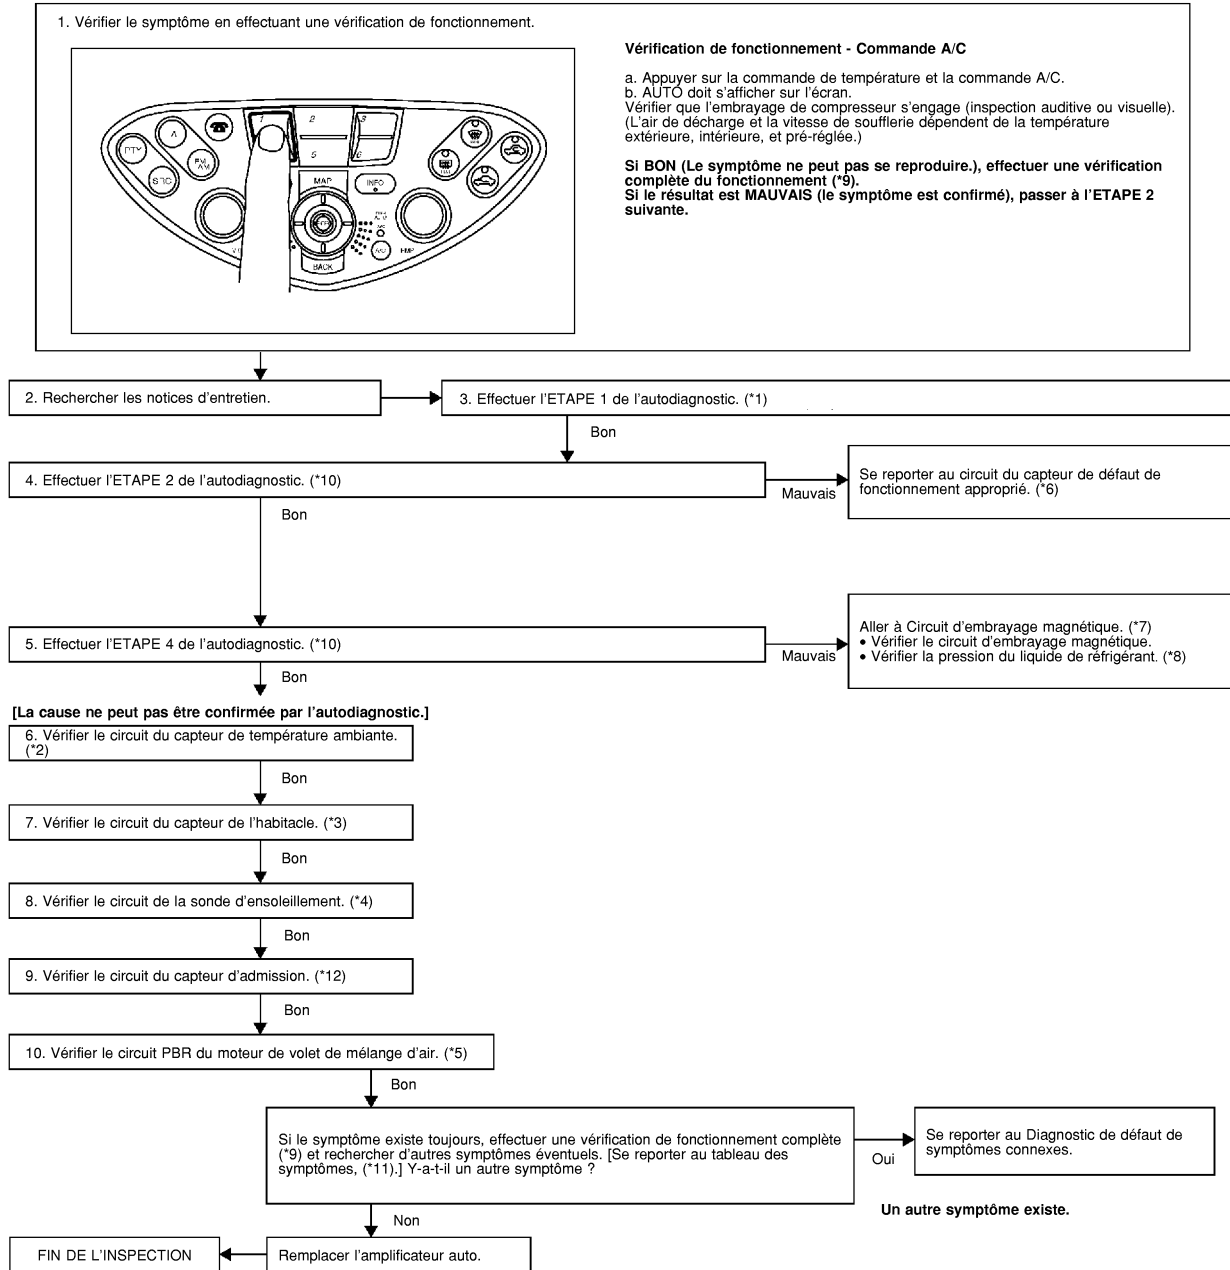 1. Vérifier le symptôme en effectuant une vérification de fonctionnement.
Vérification de fonctionnement - Commande A/C
a. Appuyer sur la commande de température et la commande A/C.
b. AUTO doit s'afficher sur l'écran.
Vérifier que l'embrayage de compresseur s'engage (inspection auditive ou visuelle).
(L'air de décharge et la vitesse de soufflerie dépendent de la température
extérieure, intérieure, et pré-réglée.)
Si BON (Le symptôme ne peut pas se reproduire.), effectuer une vérification
complète du fonctionnement (*9).
Si le résultat est MAUVAIS (le symptôme est confirmé), passer à l'ETAPE 2
suivante.
1
2
3
5
6
A
PTY
FM
AM
SRC
MAP
INFO
BACK
A/C
2. Rechercher les notices d'entretien.
3. Effectuer l'ETAPE 1 de l'autodiagnostic. (*1)
Bon
4. Effectuer l'ETAPE 2 de l'autodiagnostic. (*10)
Mauvais
Se reporter au circuit du capteur de défaut de
fonctionnement approprié. (*6)
Bon
5. Effectuer l'ETAPE 4 de l'autodiagnostic. (*10)
Mauvais
Aller à Circuit d'embrayage magnétique. (*7)
• Vérifier le circuit d'embrayage magnétique.
• Vérifier la pression du liquide de réfrigérant. (*8)
Bon
[La cause ne peut pas être confirmée par l'autodiagnostic.]
6. Vérifier le circuit du capteur de température ambiante.
(*2)
Bon
7. Vérifier le circuit du capteur de l'habitacle. (*3)
Bon
8. Vérifier le circuit de la sonde d'ensoleillement. (*4)
Bon
9. Vérifier le circuit du capteur d'admission. (*12)
Bon
10. Vérifier le circuit PBR du moteur de volet de mélange d'air. (*5)
Bon
Si le symptôme existe toujours, effectuer une vérification de fonctionnement complète
(*9) et rechercher d'autres symptômes éventuels. [Se reporter au tableau des
symptômes, (*11).] Y-a-t-il un autre symptôme ?
Oui
Se reporter au Diagnostic de défaut de
symptômes connexes.
Un autre symptôme existe.
Non
Remplacer l'amplificateur auto.
FIN DE L'INSPECTION